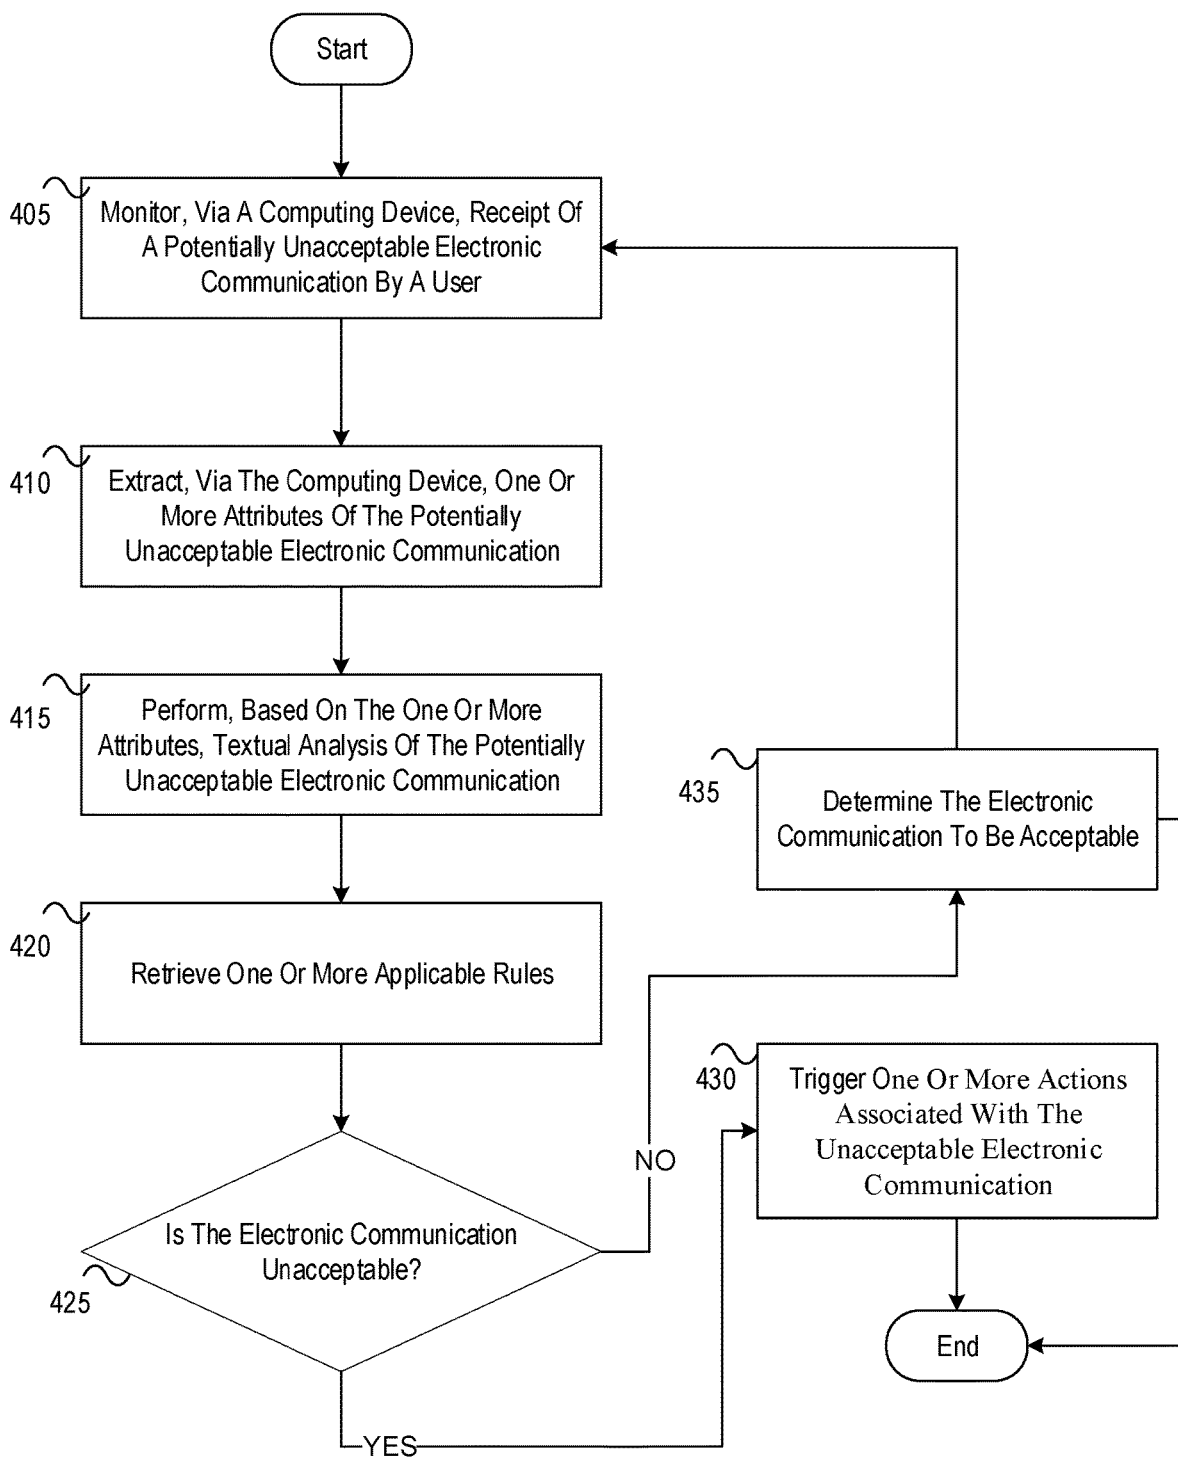 Start
405
Monitor, Via A Computing Device, Receipt Of
A Potentially Unacceptable Electronic
Communication By A User
410
Extract, Via The Computing Device, One Or
More Attributes Of The Potentially
Unacceptable Electronic Communication
415
Perform, Based On The One Or More
Attributes, Textual Analysis Of The Potentially
Unacceptable Electronic Communication
420
Retrieve One Or More Applicable Rules
425
Is The Electronic Communication
Unacceptable?
NO
YES
435
Determine The Electronic
Communication To Be Acceptable
430
Trigger One Or More Actions
Associated With The
Unacceptable Electronic
Communication
End